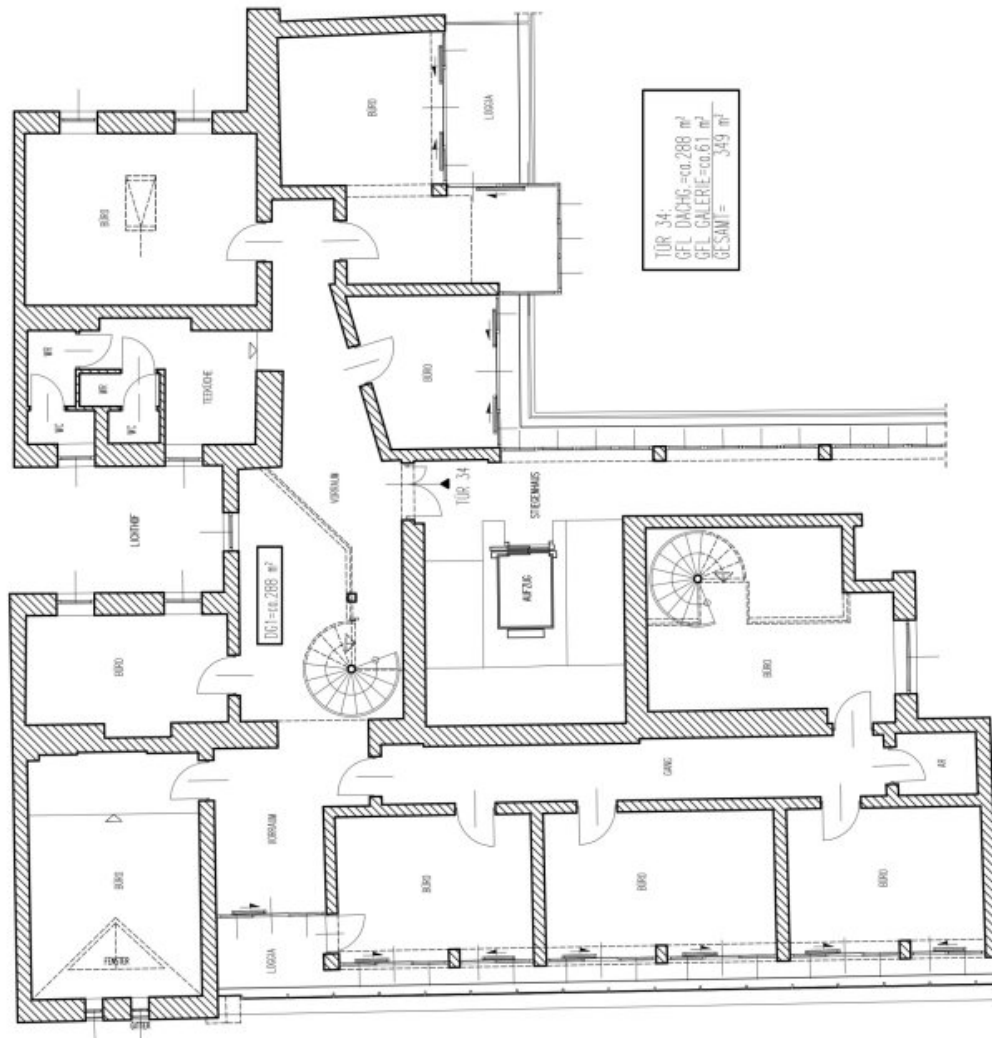 BÜRO
LOGGIA
BÜRO
TÜR 34:
GFL DACHG.=ca.288 m²
GFL GALERIE=ca.61 m²
GESAMT= 349 m²
WR
WR
WC
WC
TEEKÜCHE
BÜRO
VORRAUM
TÜR 34
STIEGENHAUS
LICHTHOF
DG1=ca.288 m²
AUFZUG
BÜRO
BÜRO
GANG
AR
BÜRO
VORRAUM
BÜRO
BÜRO
BÜRO
FENSTER
LOGGIA
GITTER